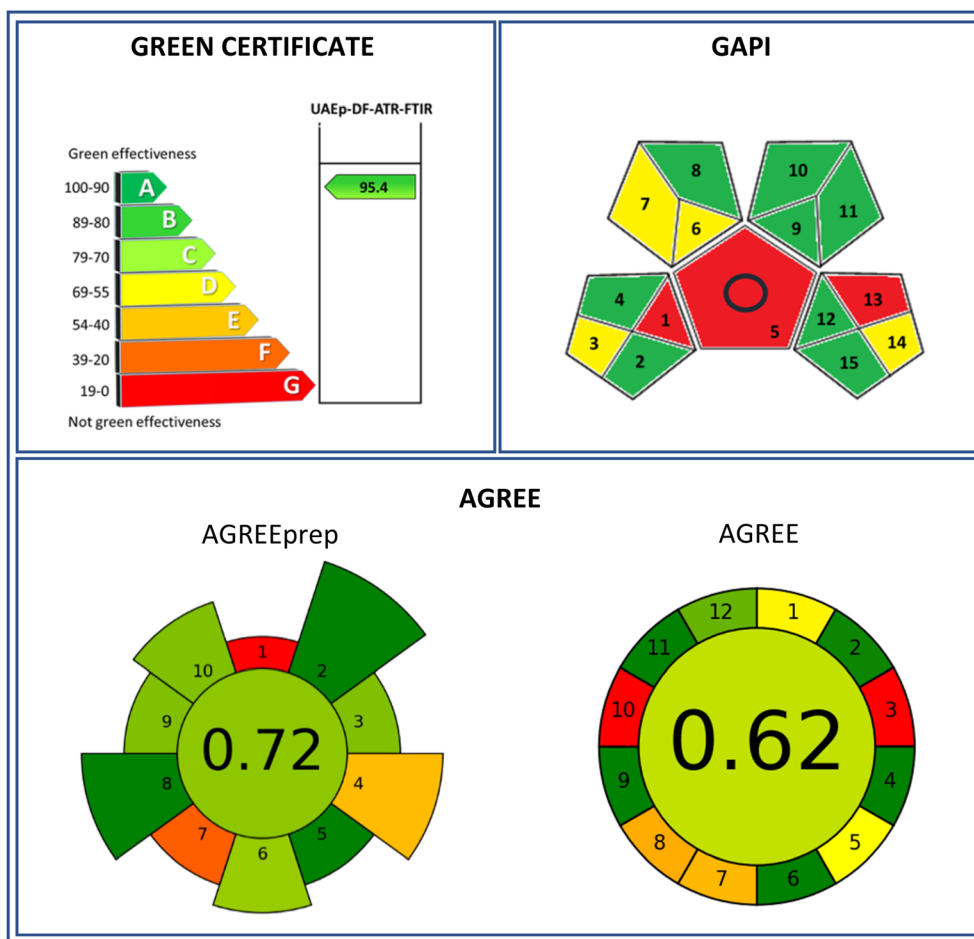 GREEN CERTIFICATE
UAEp-DF-ATR-FTIR
Green effectiveness
100-90 A 95.4
89-80 B
79-70 C
69-55 D
54-40 E
39-20 F
19-0 G
Not green effectiveness
GAPI
8
7
6
10
11
9
4
1
3
2
5
13
12
14
15
AGREE
AGREEprep
1
2
3
4
5
6
7
8
9
10
0.72
AGREE
1
2
3
4
5
6
7
8
9
10
11
12
0.62